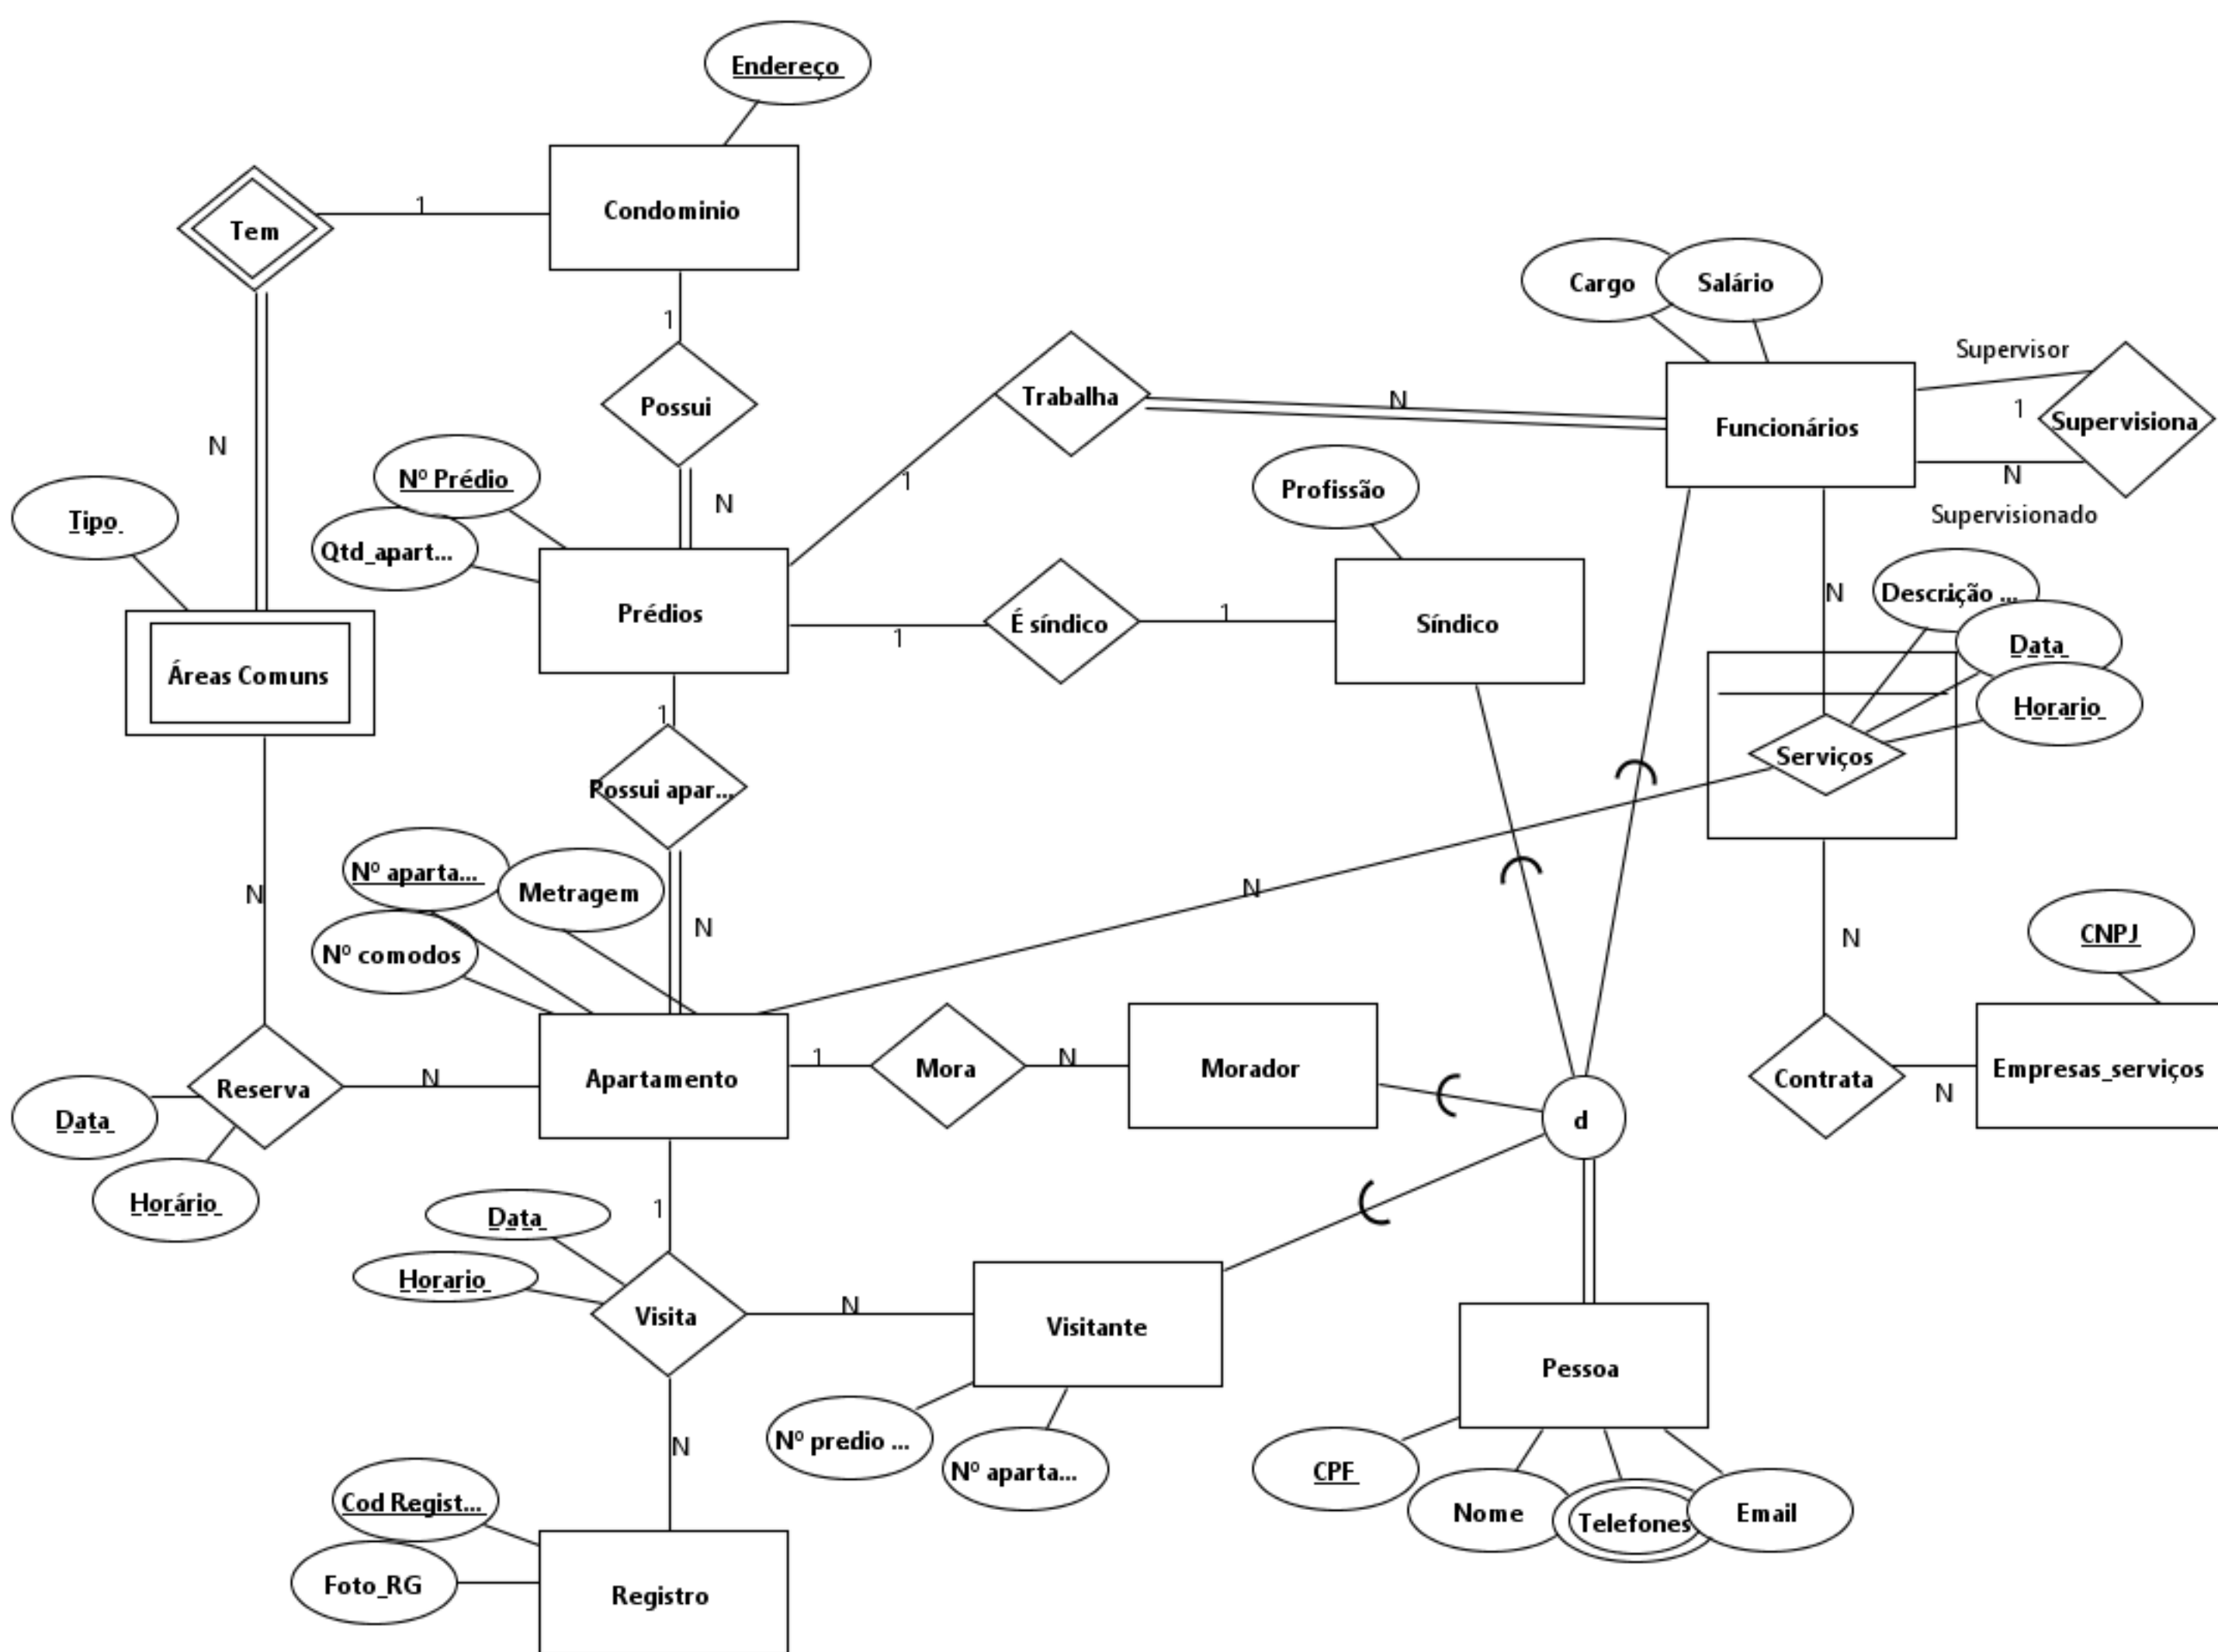 Endereço
Condominio
Tem
1
1
Cargo
Salário
Supervisor
Possui
Trabalha
N
Funcionários
1
Supervisiona
N
Nº Prédio
1
N
Profissão
N
Supervisionado
Tipo
Qtd_apart...
Prédios
1
É síndico
1
Síndico
N
Descrição ...
Data
Horario
Áreas Comuns
1
Possui apar...
Serviços
N
Nº aparta...
Metragem
N
N
N
CNPJ
Nº comodos
Reserva
N
Apartamento
1
Mora
N
Morador
d
Contrata
N
Empresas_serviços
Data
Horário
1
Data
Horario
Visita
N
Visitante
Pessoa
N
Nº predio ...
Nº aparta...
CPF
Nome
Telefones
Email
Cod Regist...
Foto_RG
Registro